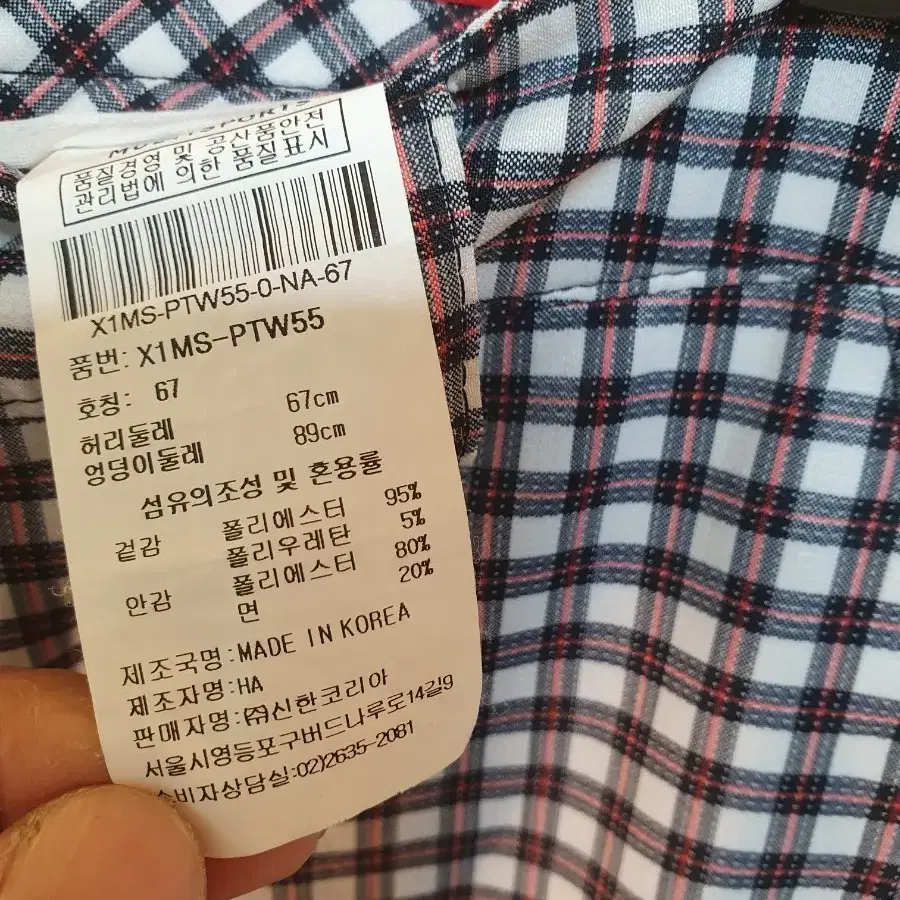 품질경영 및 공산품안전
관리법에 의한 품질표시
X1MS-PTW55-0-NA-67
품번: X1MS-PTW55
호칭: 67
허리둘레 67cm
엉덩이둘레 89cm
섬유의조성 및 혼용률
겉감 폴리에스터 95%
폴리우레탄 5%
안감 폴리에스터 80%
면 20%
제조국명:MADE IN KOREA
제조자명:HA
판매자명:㈜신한코리아
서울시영등포구버드나루로14길9
소비자상담실:02)2635-2081